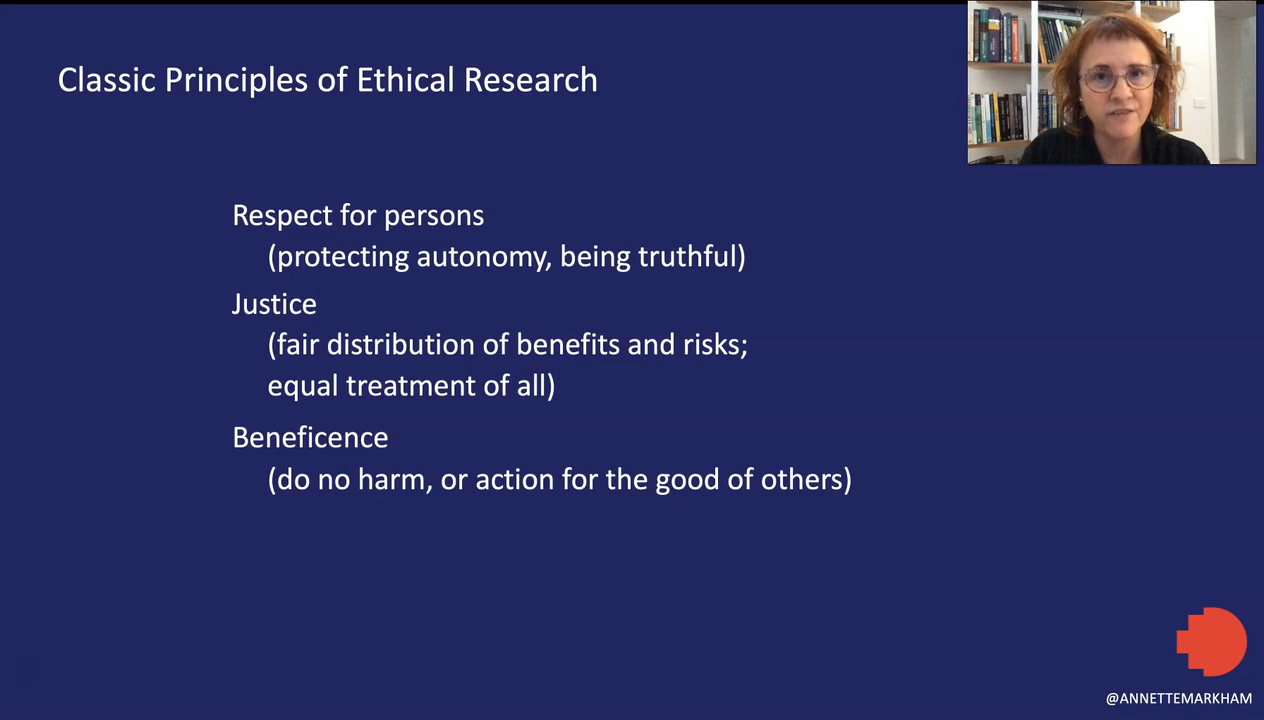 Classic Principles of Ethical Research
Respect for persons
(protecting autonomy, being truthful)
Justice
(fair distribution of benefits and risks;
equal treatment of all)
Beneficence
(do no harm, or action for the good of others)
@ANNETTEMARKHAM